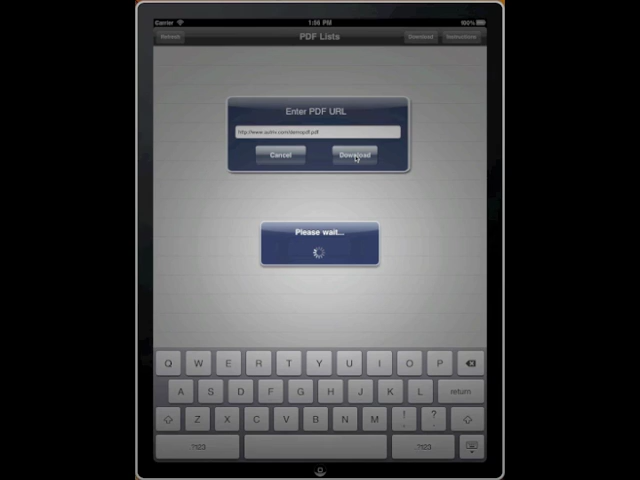 Carrier 1:56 PM 100%
Remove PDF Lists Download Instructions
Enter PDF URL
Cancel Download
Please wait...
Q W E R T Y U I O P
A S D F G H J K L return
Z X C V B N M ! , ? .
.?123 .?123